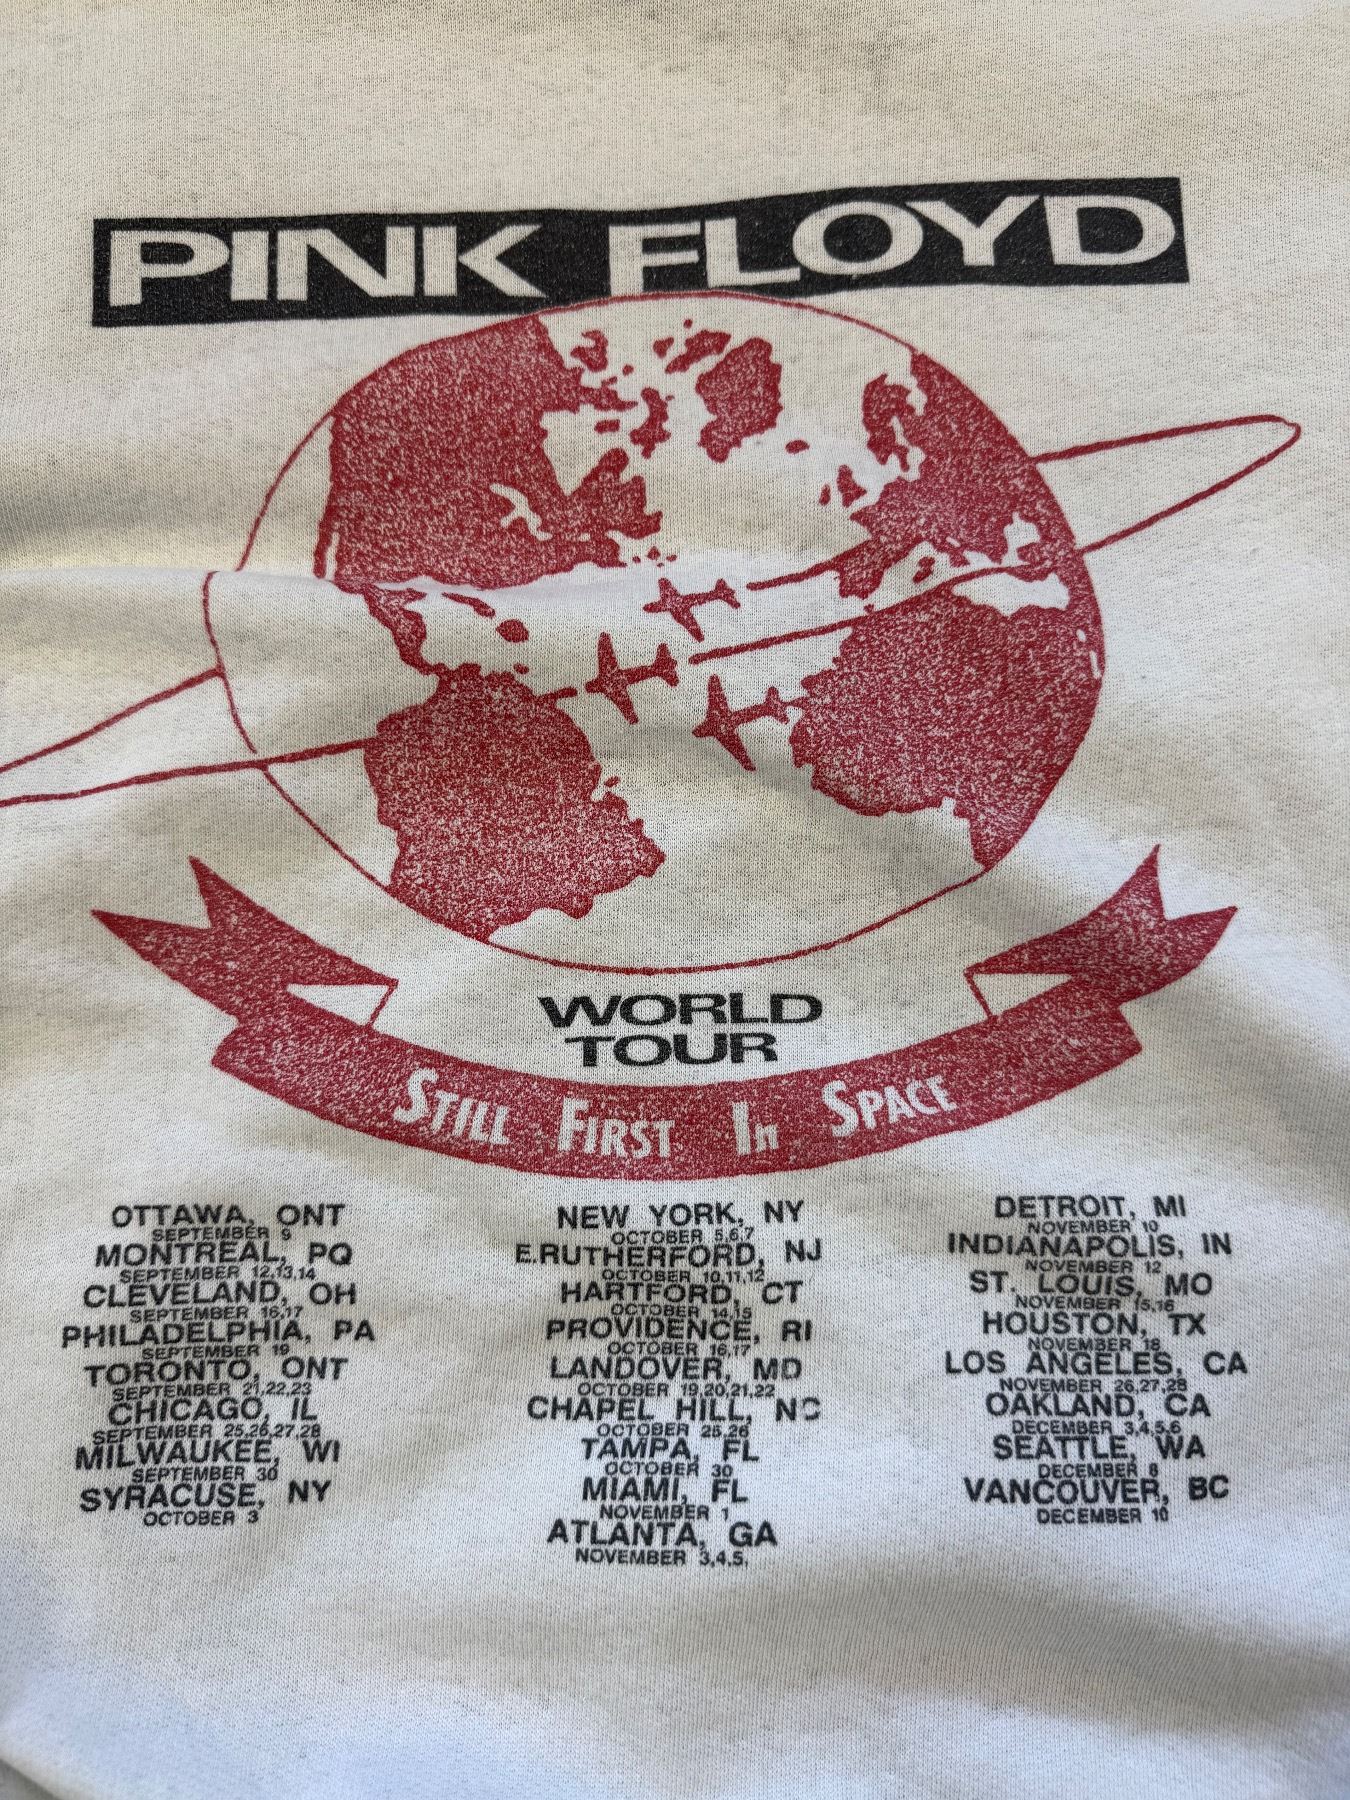 PINK FLOYD
WORLD
TOUR
STILL FIRST In SPACE
OTTAWA, ONT
SEPTEMBER 9
MONTREAL, PQ
SEPTEMBER 12,13,14
CLEVELAND, OH
SEPTEMBER 16,17
PHILADELPHIA, PA
SEPTEMBER 19
TORONTO, ONT
SEPTEMBER 21,22,23
CHICAGO, IL
SEPTEMBER 25,26,27,28
MILWAUKEE, WI
SEPTEMBER 30
SYRACUSE, NY
OCTOBER 3
NEW YORK, NY
OCTOBER 5,6,7
E.RUTHERFORD, NJ
OCTOBER 10,11,12
HARTFORD, CT
OCTOBER 14,15
PROVIDENCE, RI
OCTOBER 16,17
LANDOVER, MD
OCTOBER 19,20,21,22
CHAPEL HILL, NC
OCTOBER 25,26
TAMPA, FL
OCTOBER 30
MIAMI, FL
NOVEMBER 1
ATLANTA, GA
NOVEMBER 3,4,5,
DETROIT, MI
NOVEMBER 10
INDIANAPOLIS, IN
NOVEMBER 12
ST. LOUIS, MO
NOVEMBER 15,16
HOUSTON, TX
NOVEMBER 18
LOS ANGELES, CA
NOVEMBER 26,27,28
OAKLAND, CA
DECEMBER 3,4,5,6
SEATTLE, WA
DECEMBER 8
VANCOUVER, BC
DECEMBER 10